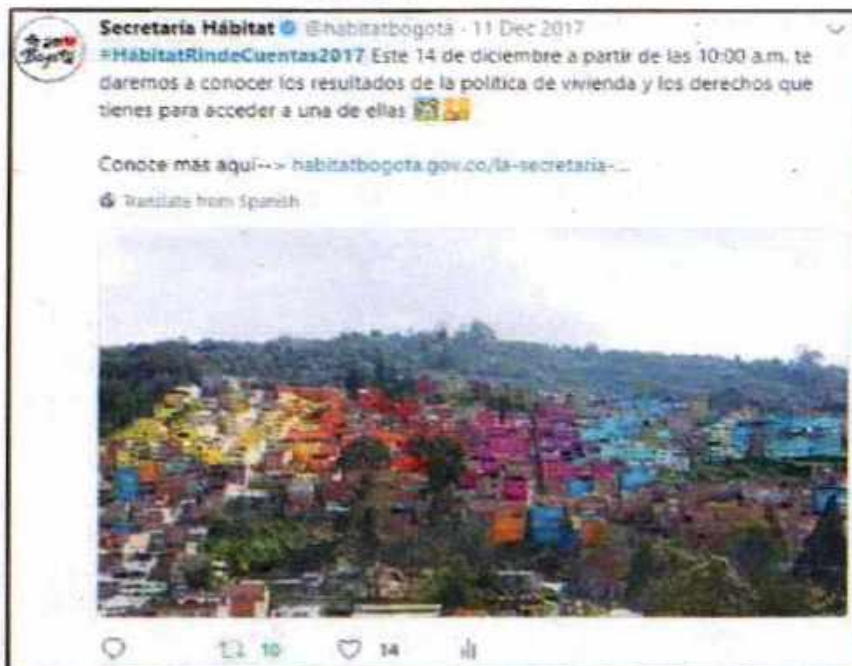 Secretaría Hábitat @habitatbogota · 11 Dec 2017
#HábitatRindeCuentas2017 Este 14 de diciembre a partir de las 10:00 a.m. te
daremos a conocer los resultados de la política de vivienda y los derechos que
tienes para acceder a una de ellas
Conoce más aquí--> habitatbogota.gov.co/la-secretaria-...
Translate from Spanish
10 14
Bogotá